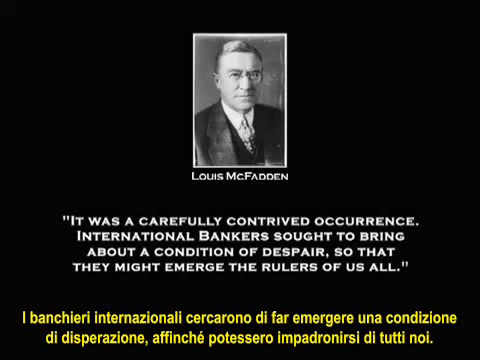 Louis McFadden
"It was a carefully contrived occurrence.
International Bankers sought to bring
about a condition of despair, so that
they might emerge the rulers of us all."
I banchieri internazionali cercarono di far emergere una condizione
di disperazione, affinché potessero impadronirsi di tutti noi.